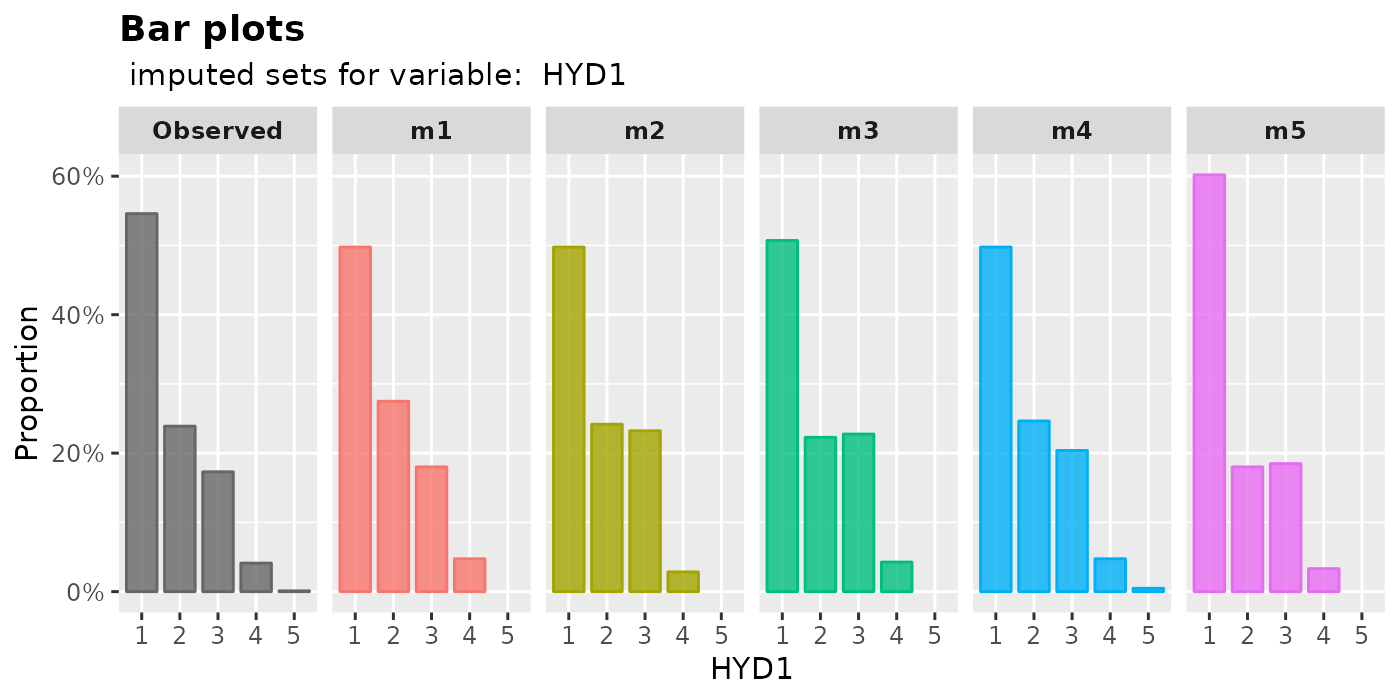 Bar plots
imputed sets for variable:  HYD1
Observed m1 m2 m3 m4 m5
60%
40%
20%
0%
Proportion
1 2 3 4 5 1 2 3 4 5 1 2 3 4 5 1 2 3 4 5 1 2 3 4 5 1 2 3 4 5
HYD1